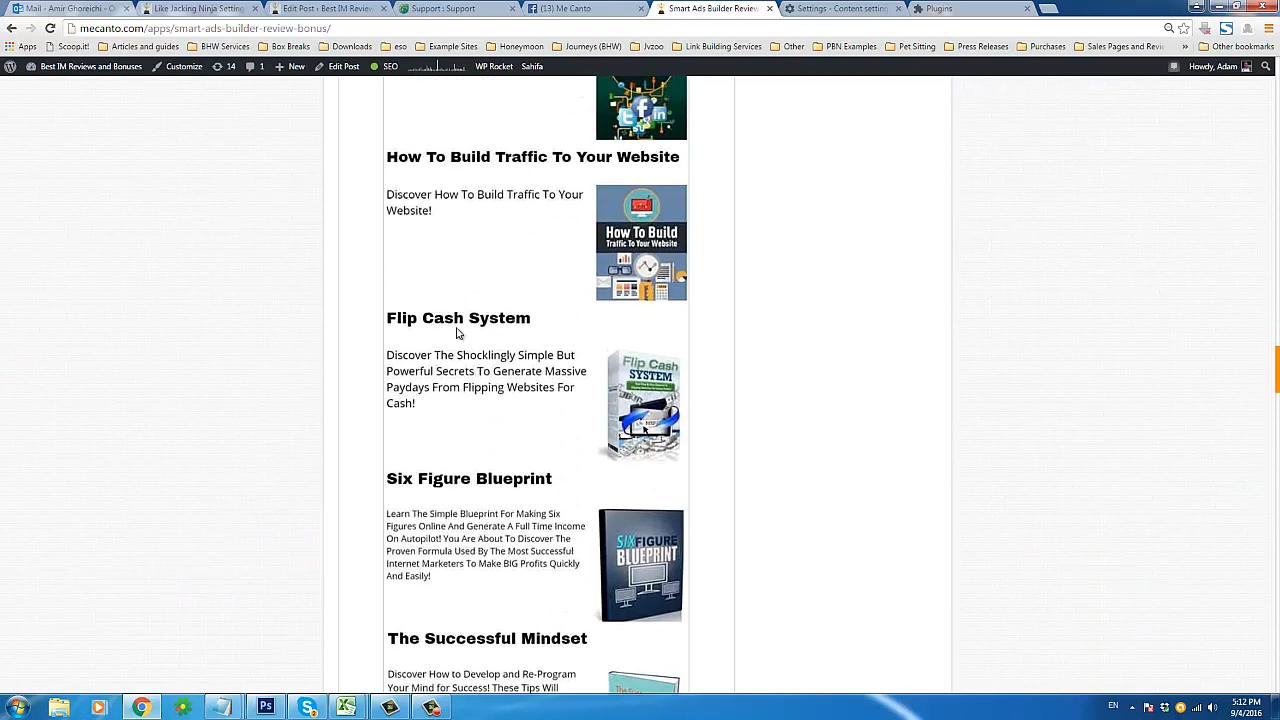 Mail - Amir Ghoreichi - O
Like Jacking Ninja Setting
Edit Post ‹ Best IM Review
Support : Support
(13) Me Canto
Smart Ads Builder Review
Settings - Content setting
Plugins
mecanto.com/apps/smart-ads-builder-review-bonus/
Apps
Scoop.it!
Articles and guides
BHW Services
Box Breaks
Downloads
eso
Example Sites
Honeymoon
Journeys (BHW)
Jvzoo
Link Building Services
Other
PBN Examples
Pet Sitting
Press Releases
Purchases
Sales Pages and Revi
»
Other bookmarks
Best IM Reviews and Bonuses
Customize
14
1
+ New
Edit Post
SEO
WP Rocket
Sahifa
Howdy, Adam
How To Build Traffic To Your Website
Discover How To Build Traffic To Your
Website!
How To Build
Traffic To Your Website
Flip Cash System
Discover The Shocklingly Simple But
Powerful Secrets To Generate Massive
Paydays From Flipping Websites For
Cash!
Flip Cash
SYSTEM
Six Figure Blueprint
Learn The Simple Blueprint For Making Six
Figures Online And Generate A Full Time Income
On Autopilot! You Are About To Discover The
Proven Formula Used By The Most Successful
Internet Marketers To Make BIG Profits Quickly
And Easily!
SIXFIGURE
BLUEPRINT
The Successful Mindset
Discover How to Develop and Re-Program
Your Mind for Success! These Tips Will
EN
5:12 PM
9/4/2016